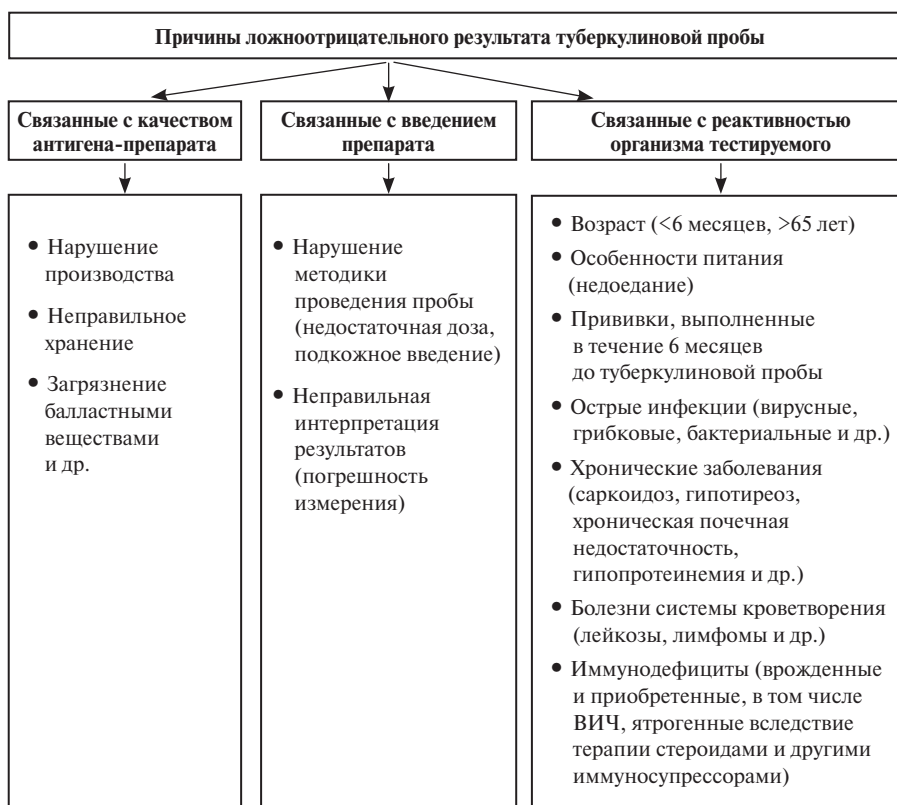 Причины ложноотрицательного результата туберкулиновой пробы
Связанные с качеством
антигена-препарата
Связанные с введением
препарата
Связанные с реактивностью
организма тестируемого
• Нарушение
производства
• Неправильное
хранение
• Загрязнение
балластными
веществами
и др.
• Нарушение
методики
проведения пробы
(недостаточная доза,
подкожное введение)
• Неправильная
интерпретация
результатов
(погрешность
измерения)
• Возраст (<6 месяцев, >65 лет)
• Особенности питания
(недоедание)
• Прививки, выполненные
в течение 6 месяцев
до туберкулиновой пробы
• Острые инфекции (вирусные,
грибковые, бактериальные и др.)
• Хронические заболевания
(саркоидоз, гипотиреоз,
хроническая почечная
недостаточность,
гипопротеинемия и др.)
• Болезни системы кроветворения
(лейкозы, лимфомы и др.)
• Иммунодефициты (врожденные
и приобретенные, в том числе
ВИЧ, ятрогенные вследствие
терапии стероидами и другими
иммуносупрессорами)